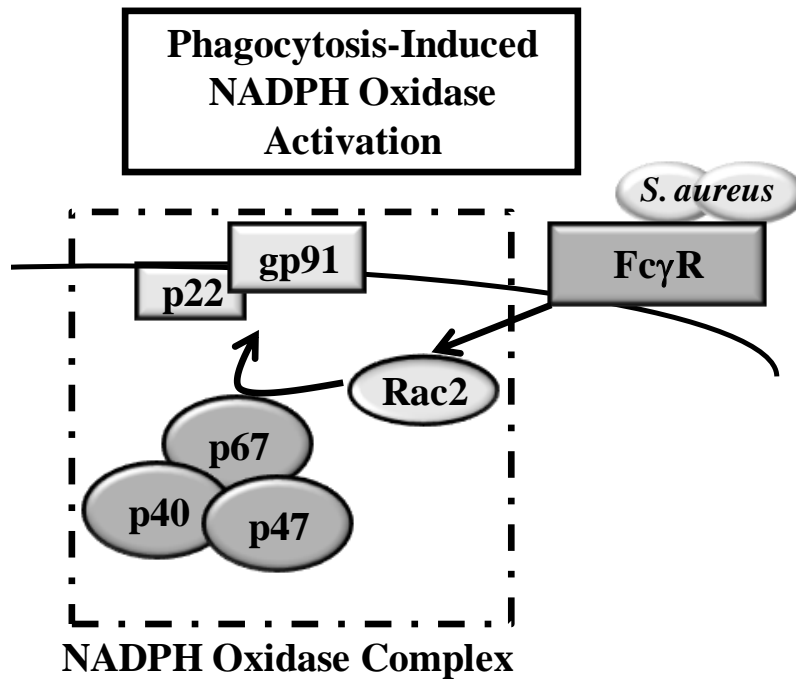 Phagocytosis-Induced
NADPH Oxidase
Activation
S. aureus
gp91
FcγR
p22
Rac2
p67
p40
p47
NADPH Oxidase Complex